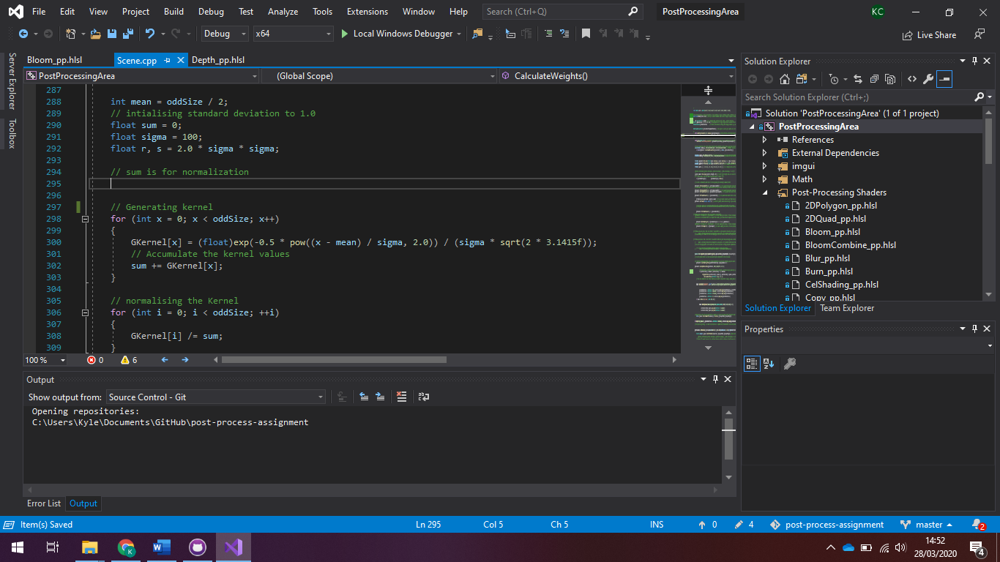 File Edit View Project Build Debug Test Analyze Tools Extensions Window Help Search (Ctrl+Q) PostProcessingArea KC
Debug x64 Local Windows Debugger Live Share
Server Explorer
Toolbox
Bloom_pp.hlsl Scene.cpp Depth_pp.hlsl
PostProcessingArea (Global Scope) CalculateWeights()
287
288 int mean = oddSize / 2;
289 // intialising standard deviation to 1.0
290 float sum = 0;
291 float sigma = 100;
292 float r, s = 2.0 * sigma * sigma;
293
294 // sum is for normalization
295
296
297 // Generating kernel
298 for (int x = 0; x < oddSize; x++)
299 {
300 GKernel[x] = (float)exp(-0.5 * pow((x - mean) / sigma, 2.0)) / (sigma * sqrt(2 * 3.1415f));
301 // Accumulate the kernel values
302 sum += GKernel[x];
303 }
304
305 // normalising the Kernel
306 for (int i = 0; i < oddSize; ++i)
307 {
308 GKernel[i] /= sum;
309 }
100 % 0 6
Output
Show output from: Source Control - Git
Opening repositories:
C:\Users\Kyle\Documents\GitHub\post-process-assignment
Error List Output
Solution Explorer
Search Solution Explorer (Ctrl+;)
Solution 'PostProcessingArea' (1 of 1 project)
PostProcessingArea
References
External Dependencies
imgui
Math
Post-Processing Shaders
2DPolygon_pp.hlsl
2DQuad_pp.hlsl
Bloom_pp.hlsl
BloomCombine_pp.hlsl
Blur_pp.hlsl
Burn_pp.hlsl
CelShading_pp.hlsl
Copy_pp.hlsl
Solution Explorer Team Explorer
Properties
Item(s) Saved Ln 295 Col 5 Ch 5 INS 0 4 post-process-assignment master 2
14:52
28/03/2020
4